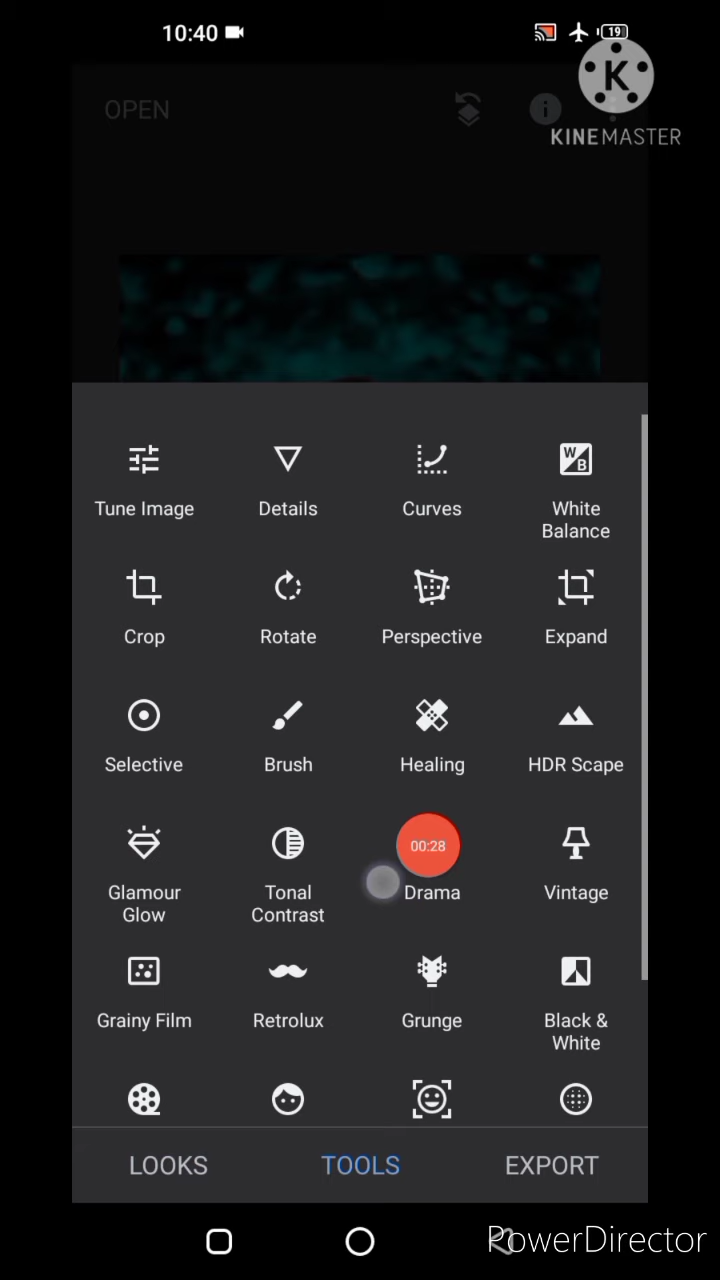 10:40
19
OPEN
KINEMASTER
Tune Image
Details
Curves
White
Balance
Crop
Rotate
Perspective
Expand
Selective
Brush
Healing
HDR Scape
00:28
Glamour
Glow
Tonal
Contrast
Drama
Vintage
Grainy Film
Retrolux
Grunge
Black &
White
LOOKS
TOOLS
EXPORT
PowerDirector